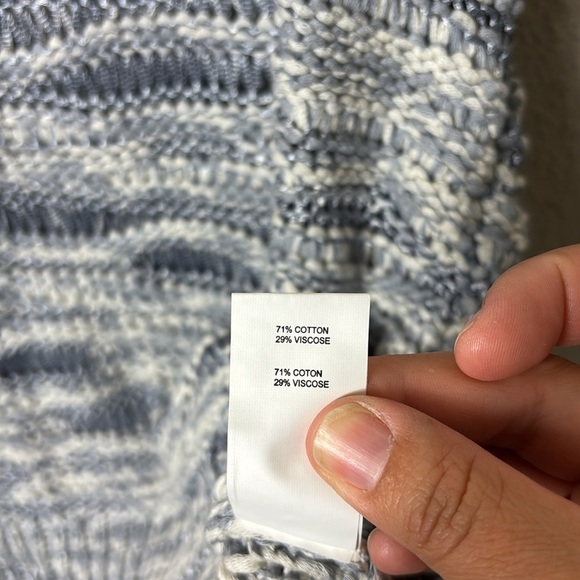 71% COTTON
29% VISCOSE
71% COTON
29% VISCOSE